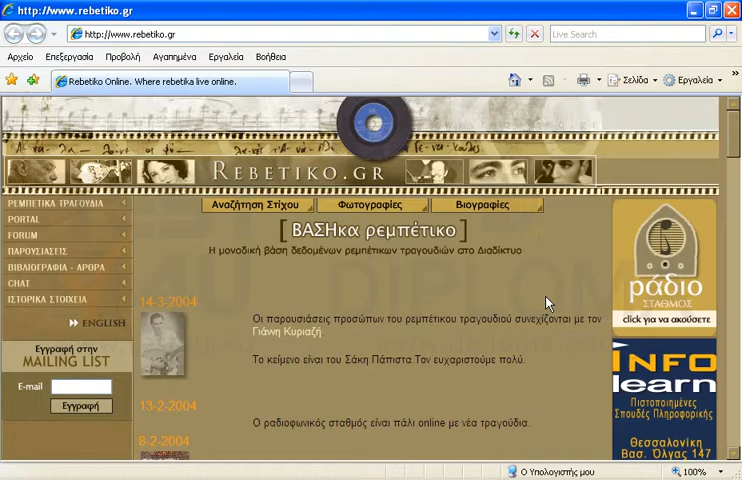 http://www.rebetiko.gr
http://www.rebetiko.gr
Live Search
Αρχείο Επεξεργασία Προβολή Αγαπημένα Εργαλεία Βοήθεια
Rebetiko Online. Where rebetika live online.
Σελίδα Εργαλεία
REBETIKO.GR
ΡΕΜΠΕΤΙΚΑ ΤΡΑΓΟΥΔΙΑ
PORTAL
FORUM
ΠΑΡΟΥΣΙΑΣΕΙΣ
ΒΙΒΛΙΟΓΡΑΦΙΑ - ΑΡΘΡΑ
CHAT
ΙΣΤΟΡΙΚΑ ΣΤΟΙΧΕΙΑ
ENGLISH
Εγγραφή στην
MAILING LIST
E-mail
Εγγραφή
Αναζήτηση Στίχου Φωτογραφίες Βιογραφίες
[ΒΑΣΗκα ρεμπέτικο]
Η μοναδική βάση δεδομένων ρεμπέτικων τραγουδιών στο Διαδίκτυο
14-3-2004
Οι παρουσιάσεις προσώπων του ρεμπέτικου τραγουδιού συνεχίζονται με τον
Γιάννη Κυριαζή.
Το κείμενο είναι του Σάκη Πάπιστα.Τον ευχαριστούμε πολύ.
13-2-2004
Ο ραδιοφωνικός σταθμός είναι πάλι online με νέα τραγούδια.
8-2-2004
ράδιο
ΣΤΑΘΜΟΣ
click για να ακούσετε
INFO
learn
Πιστοποιημένες
Σπουδές Πληροφορικής
Θεσσαλονίκη
Βασ. Όλγας 147
Ο Υπολογιστής μου
100%